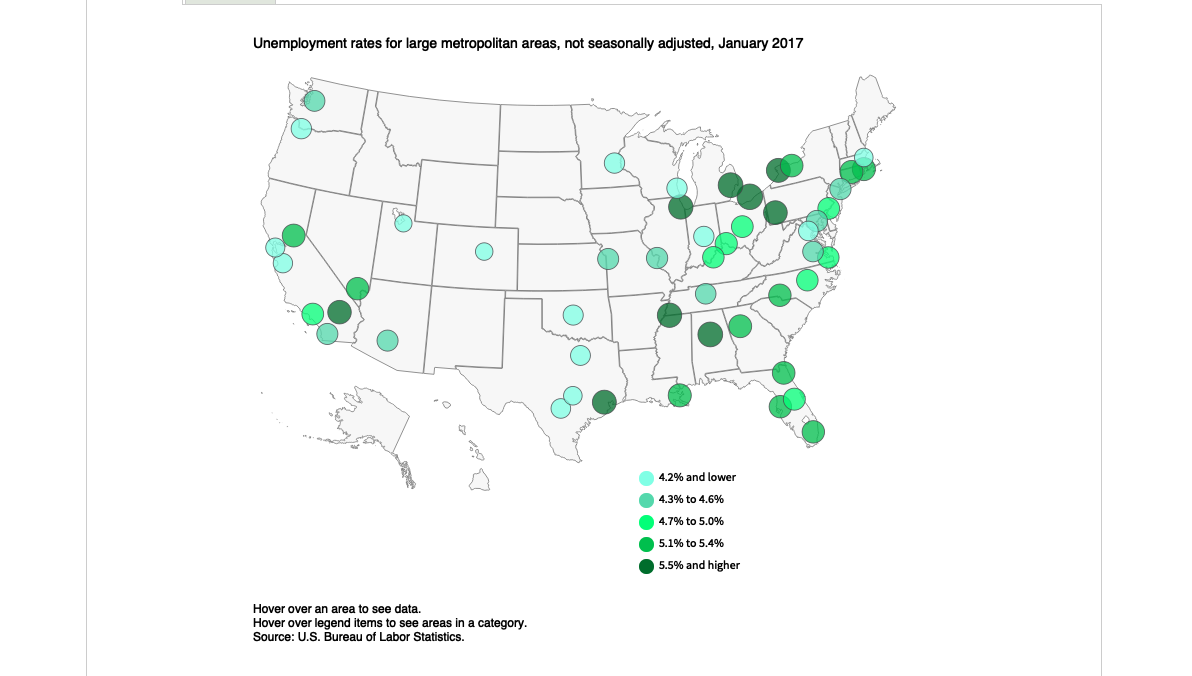 Unemployment rates for large metropolitan areas, not seasonally adjusted, January 2017
4.2% and lower
4.3% to 4.6%
4.7% to 5.0%
5.1% to 5.4%
5.5% and higher
Hover over an area to see data.
Hover over legend items to see areas in a category.
Source: U.S. Bureau of Labor Statistics.